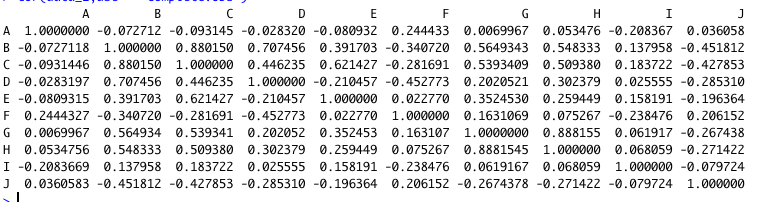 A B C D E F G H I J
A 1.0000000 -0.072712 -0.093145 -0.028320 -0.080932 0.244433 0.0069967 0.053476 -0.208367 0.036058
B -0.0727118 1.000000 0.880150 0.707456 0.391703 -0.340720 0.5649343 0.548333 0.137958 -0.451812
C -0.0931446 0.880150 1.000000 0.446235 0.621427 -0.281691 0.5393409 0.509380 0.183722 -0.427853
D -0.0283197 0.707456 0.446235 1.000000 -0.210457 -0.452773 0.2020521 0.302379 0.025555 -0.285310
E -0.0809315 0.391703 0.621427 -0.210457 1.000000 0.022770 0.3524530 0.259449 0.158191 -0.196364
F 0.2444327 -0.340720 -0.281691 -0.452773 0.022770 1.000000 0.1631069 0.075267 -0.238476 0.206152
G 0.0069967 0.564934 0.539341 0.202052 0.352453 0.163107 1.0000000 0.888155 0.061917 -0.267438
H 0.0534756 0.548333 0.509380 0.302379 0.259449 0.075267 0.8881545 1.000000 0.068059 -0.271422
I -0.2083669 0.137958 0.183722 0.025555 0.158191 -0.238476 0.0619167 0.068059 1.000000 -0.079724
J 0.0360583 -0.451812 -0.427853 -0.285310 -0.196364 0.206152 -0.2674378 -0.271422 -0.079724 1.000000
>